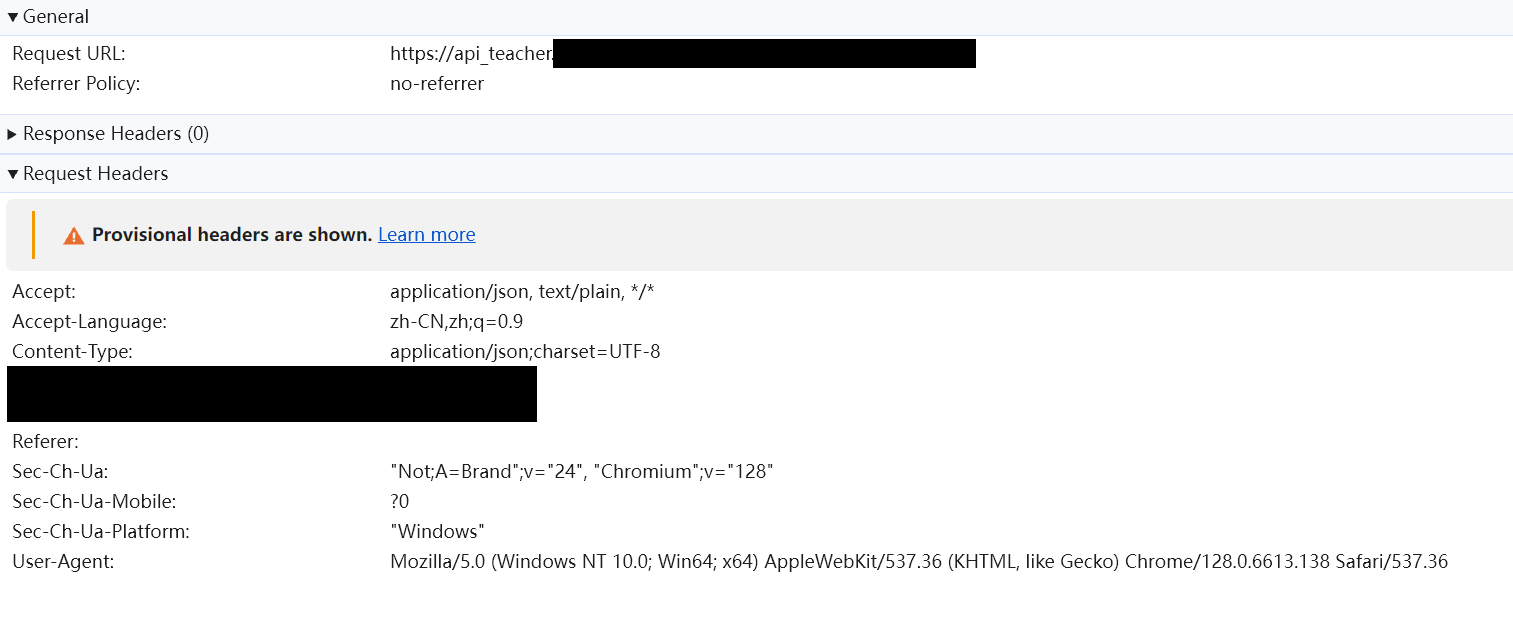 General
Request URL: https://api_teacher.
Referrer Policy: no-referrer
Response Headers (0)
Request Headers
Provisional headers are shown. Learn more
Accept: application/json, text/plain, */*
Accept-Language: zh-CN,zh;q=0.9
Content-Type: application/json;charset=UTF-8
Referer:
Sec-Ch-Ua: "Not;A=Brand";v="24", "Chromium";v="128"
Sec-Ch-Ua-Mobile: ?0
Sec-Ch-Ua-Platform: "Windows"
User-Agent: Mozilla/5.0 (Windows NT 10.0; Win64; x64) AppleWebKit/537.36 (KHTML, like Gecko) Chrome/128.0.6613.138 Safari/537.36